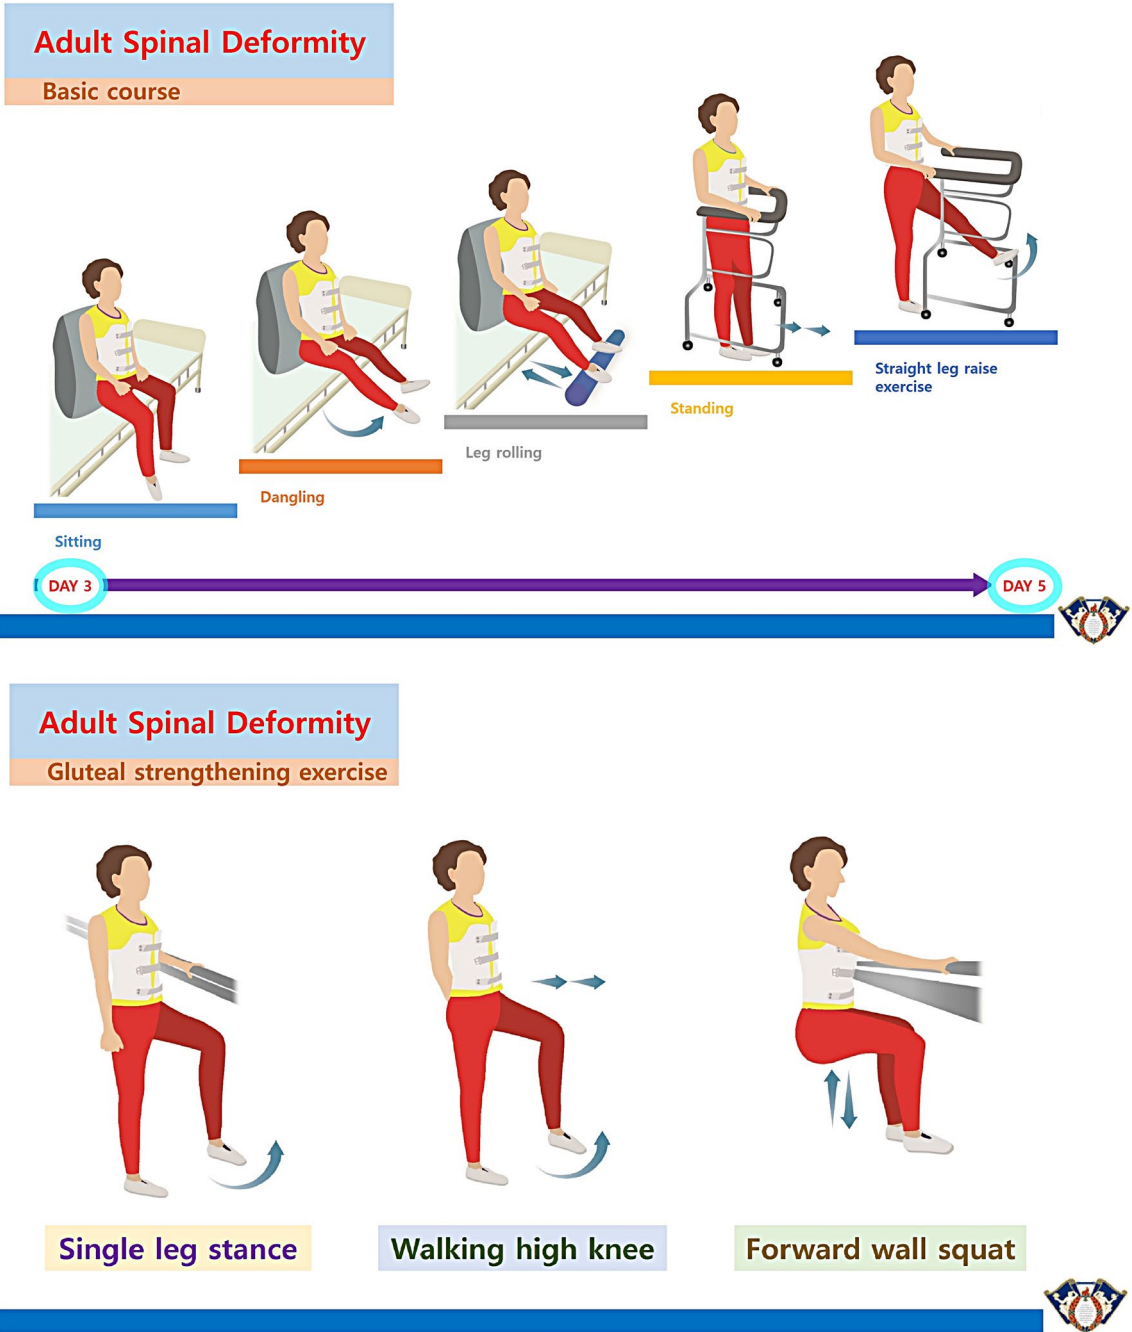 Adult Spinal Deformity
Basic course
Sitting
Dangling
Leg rolling
Standing
Straight leg raise
exercise
DAY 3
DAY 5
Adult Spinal Deformity
Gluteal strengthening exercise
Single leg stance
Walking high knee
Forward wall squat